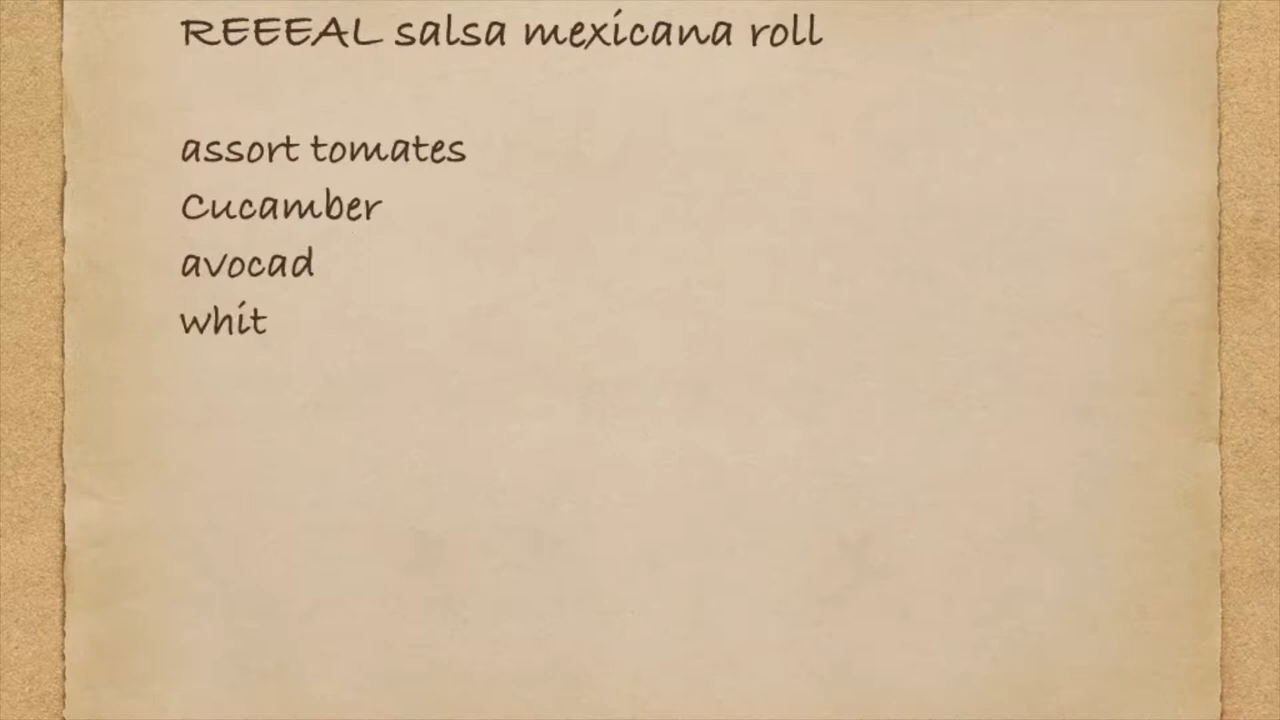 REEEAL salsa mexicana roll
assort tomates
Cucamber
avocad
whit